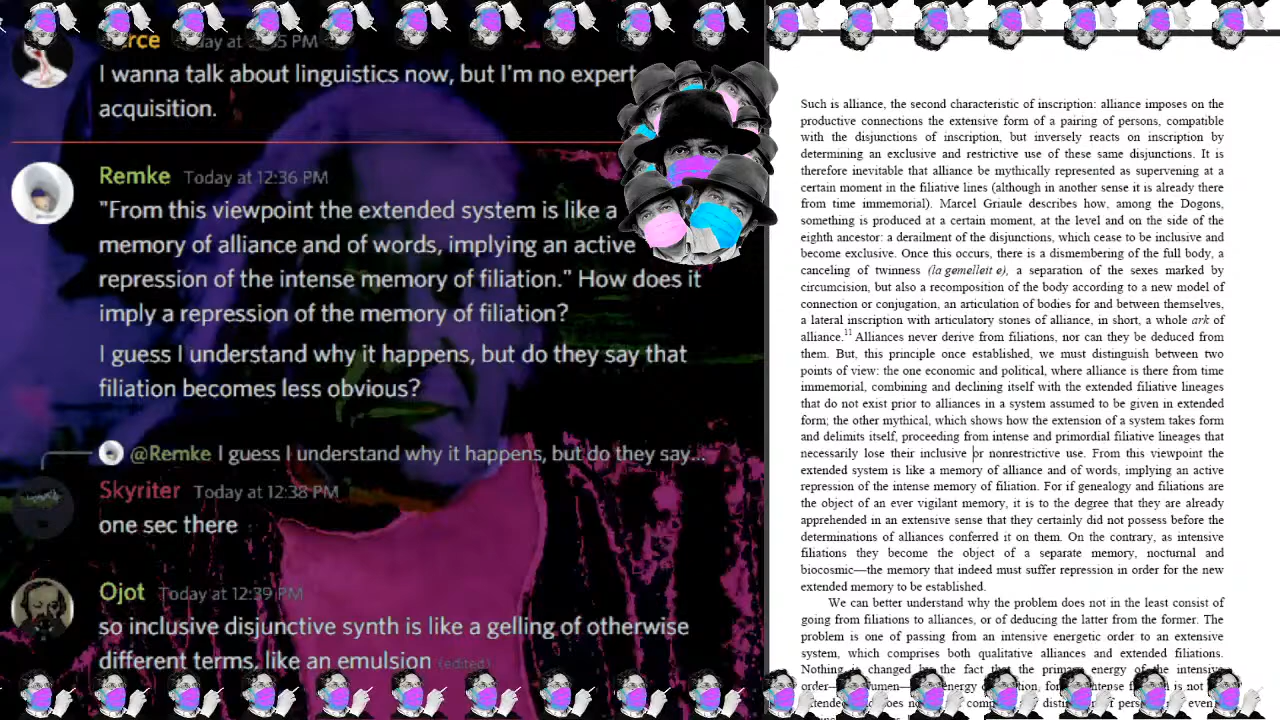 Today at 12:35 PM
I wanna talk about linguistics now, but I'm no expert
acquisition.
Remke Today at 12:36 PM
"From this viewpoint the extended system is like a
memory of alliance and of words, implying an active
repression of the intense memory of filiation." How does it
imply a repression of the memory of filiation?
I guess I understand why it happens, but do they say that
filiation becomes less obvious?
@Remke I guess I understand why it happens, but do they say...
Skyriter Today at 12:38 PM
one sec there
Ojot Today at 12:39 PM
so inclusive disjunctive synth is like a gelling of otherwise
different terms, like an emulsion (edited)
Such is alliance, the second characteristic of inscription: alliance imposes on the
productive connections the extensive form of a pairing of persons, compatible
with the disjunctions of inscription, but inversely reacts on inscription by
determining an exclusive and restrictive use of these same disjunctions. It is
therefore inevitable that alliance be mythically represented as supervening at a
certain moment in the filiative lines (although in another sense it is already there
from time immemorial). Marcel Griaule describes how, among the Dogons,
something is produced at a certain moment, at the level and on the side of the
eighth ancestor: a derailment of the disjunctions, which cease to be inclusive and
become exclusive. Once this occurs, there is a dismembering of the full body, a
canceling of twinness (la gemelleit e), a separation of the sexes marked by
circumcision, but also a recomposition of the body according to a new model of
connection or conjugation, an articulation of bodies for and between themselves,
a lateral inscription with articulatory stones of alliance, in short, a whole ark of
alliance.11 Alliances never derive from filiations, nor can they be deduced from
them. But, this principle once established, we must distinguish between two
points of view: the one economic and political, where alliance is there from time
immemorial, combining and declining itself with the extended filiative lineages
that do not exist prior to alliances in a system assumed to be given in extended
form; the other mythical, which shows how the extension of a system takes form
and delimits itself, proceeding from intense and primordial filiative lineages that
necessarily lose their inclusive or nonrestrictive use. From this viewpoint the
extended system is like a memory of alliance and of words, implying an active
repression of the intense memory of filiation. For if genealogy and filiations are
the object of an ever vigilant memory, it is to the degree that they are already
apprehended in an extensive sense that they certainly did not possess before the
determinations of alliances conferred it on them. On the contrary, as intensive
filiations they become the object of a separate memory, nocturnal and
biocosmic—the memory that indeed must suffer repression in order for the new
extended memory to be established.
We can better understand why the problem does not in the least consist of
going from filiations to alliances, or of deducing the latter from the former. The
problem is one of passing from an intensive energetic order to an extensive
system, which comprises both qualitative alliances and extended filiations.
Nothing is changed by the fact that the primary energy of the intensive